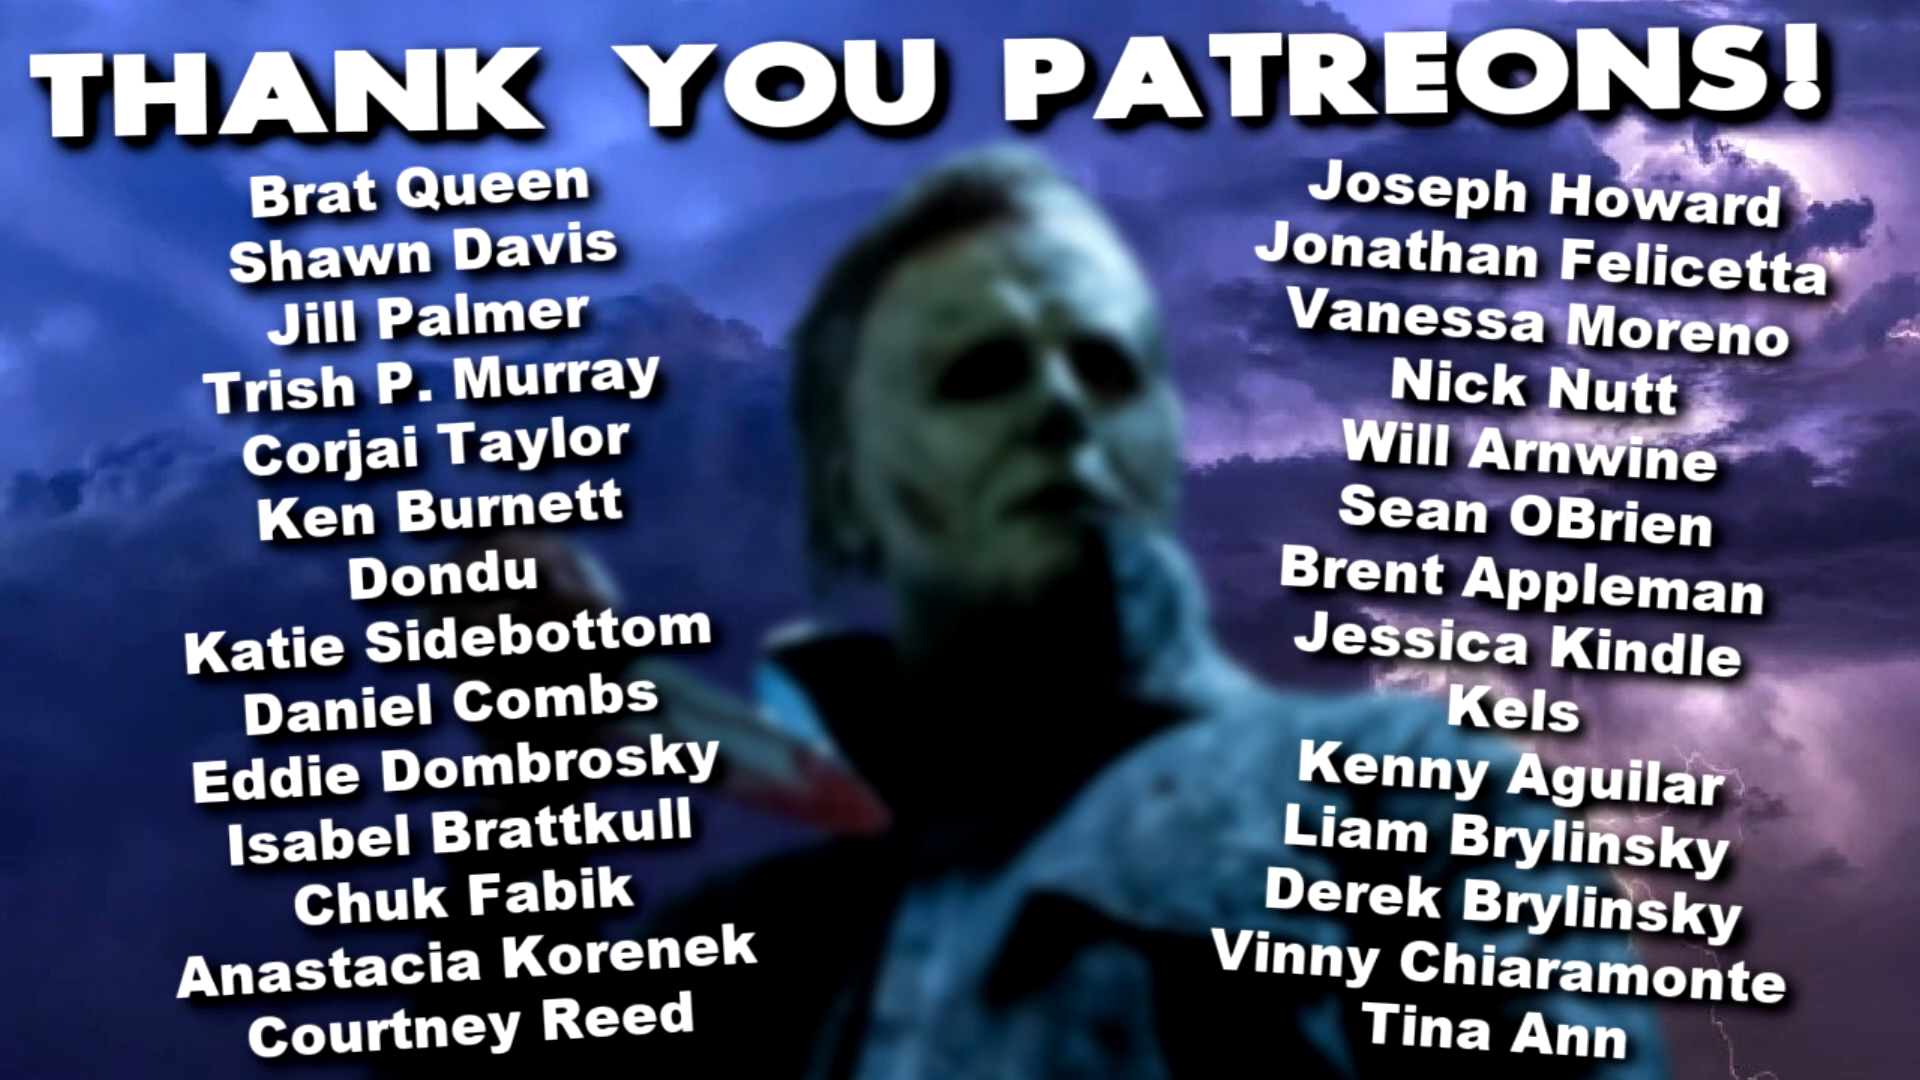 THANK YOU PATREONS!
Brat Queen
Shawn Davis
Jill Palmer
Trish P. Murray
Corjai Taylor
Ken Burnett
Dondu
Katie Sidebottom
Daniel Combs
Eddie Dombrosky
Isabel Brattkull
Chuk Fabik
Anastacia Korenek
Courtney Reed
Joseph Howard
Jonathan Felicetta
Vanessa Moreno
Nick Nutt
Will Arnwine
Sean OBrien
Brent Appleman
Jessica Kindle
Kels
Kenny Aguilar
Liam Brylinsky
Derek Brylinsky
Vinny Chiaramonte
Tina Ann